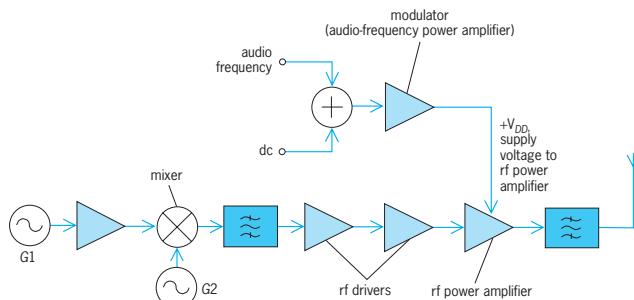 modulator
(audio-frequency power amplifier)
audio
frequency
dc
+V_DD,
supply
voltage to
rf power
amplifier
mixer
G1
G2
rf drivers
rf power amplifier